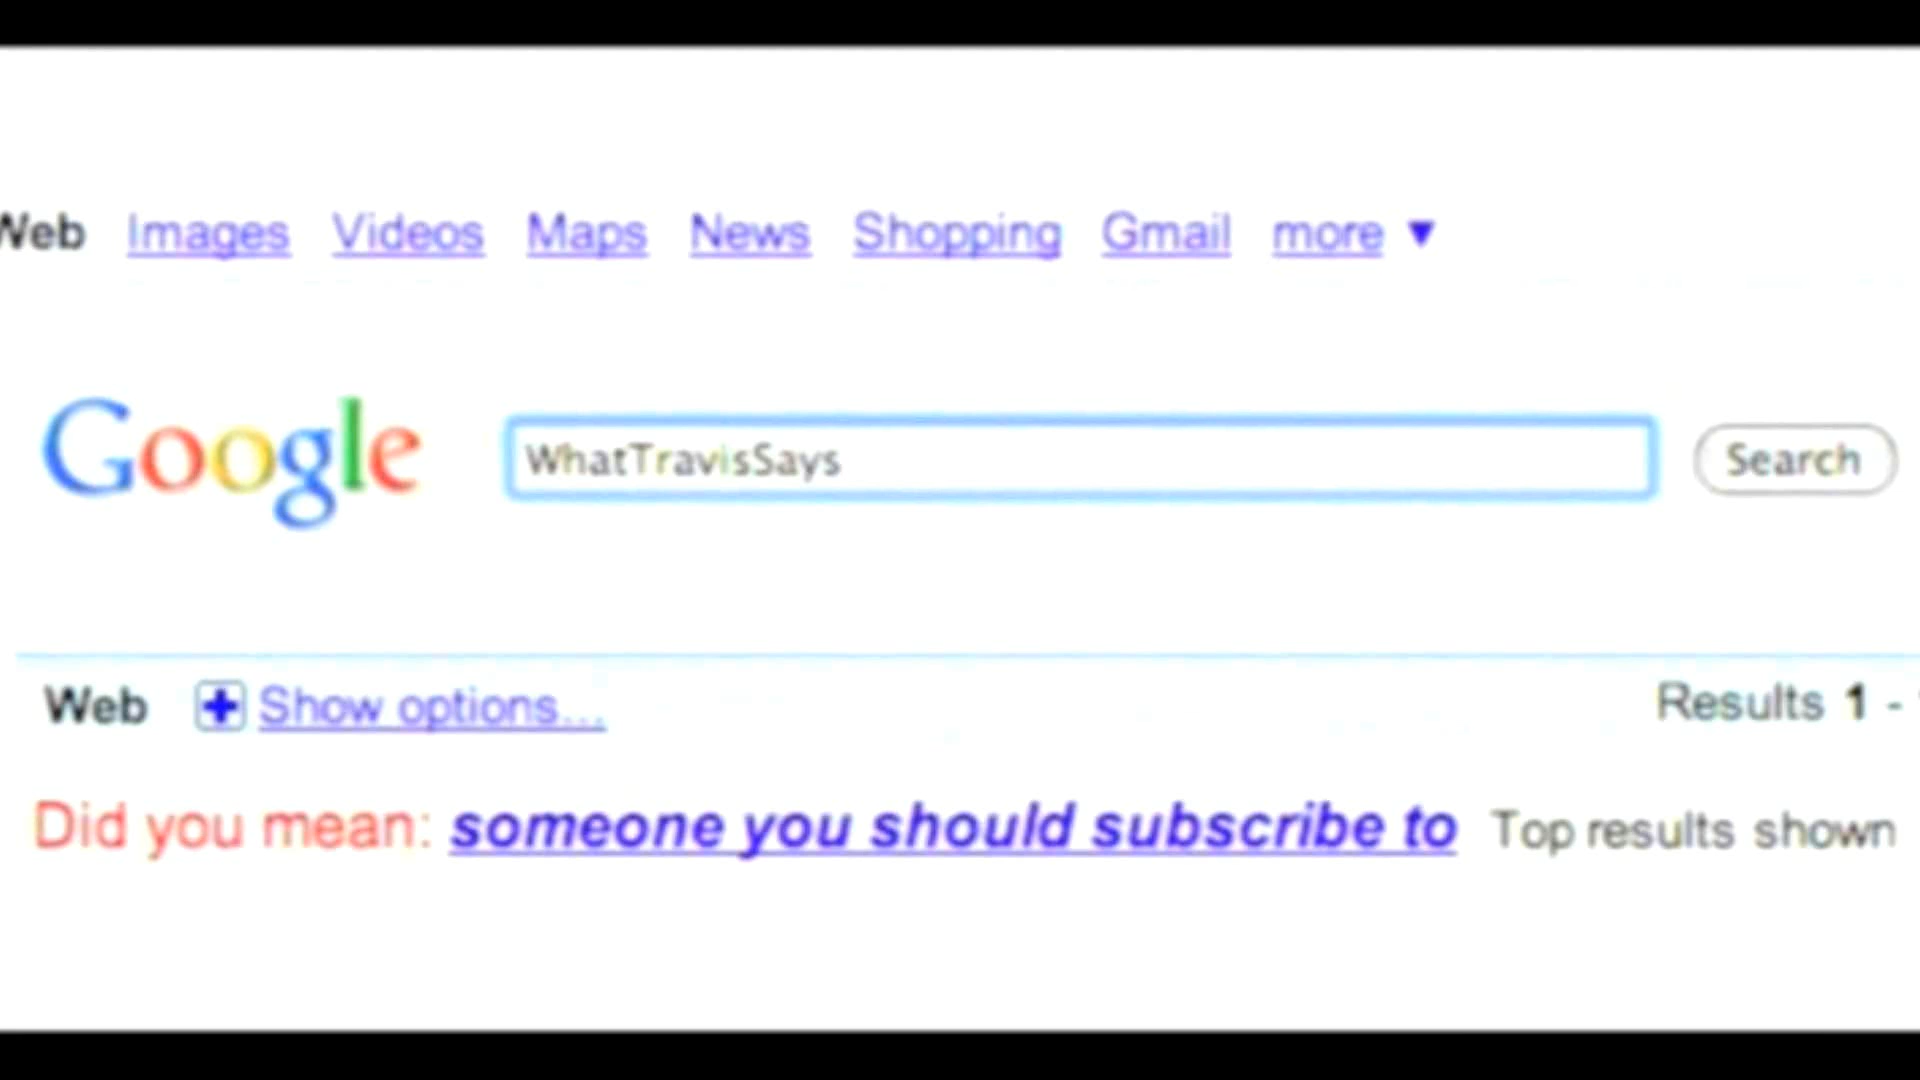 Web Images Videos Maps News Shopping Gmail more ▼
Google WhatTravisSays Search
Web + Show options... Results 1 -
Did you mean: someone you should subscribe to Top results shown